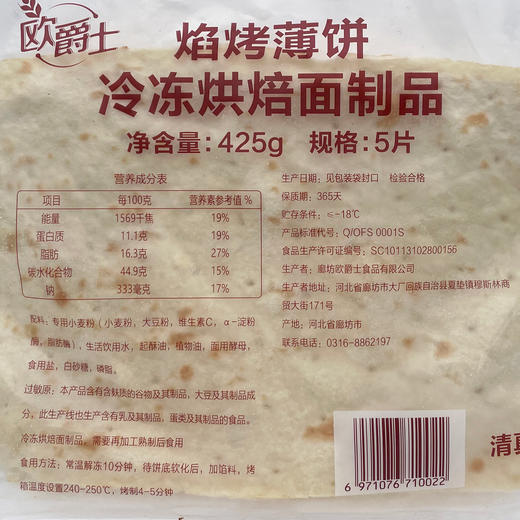 欧爵士
焰烤薄饼
冷冻烘焙面制品
净含量: 425g 规格: 5片
营养成分表
项目 每100克 营养素参考值 %
能量 1569千焦 19%
蛋白质 11.1克 19%
脂肪 16.3克 27%
碳水化合物 44.9克 15%
钠 333毫克 17%
配料: 专用小麦粉 (小麦粉, 大豆粉, 维生素C, α-淀粉
酶, 脂肪酶), 生活饮用水, 起酥油, 植物油, 面用酵母,
食用盐, 白砂糖, 磷脂。
过敏原: 本产品含有含麸质的谷物及其制品, 大豆及其制品成
分。此生产线也生产含有乳及其制品, 蛋类及其制品的食品。
冷冻烘焙面制品, 需要再加工熟制后食用
食用方法: 常温解冻10分钟, 待饼底软化后, 加馅料, 烤
箱温度设置240-250℃, 烤制4-5分钟
生产日期: 见包装袋封口 检验合格
保质期: 365天
贮存条件: ≤-18℃
产品标准代号: Q/OFS 0001S
食品生产许可证编号: SC10113102800156
生产者: 廊坊欧爵士食品有限公司
生产者地址: 河北省廊坊市大厂回族自治县夏垫镇穆斯林商
贸大街171号
产地: 河北省廊坊市
联系电话: 0316-8862197
6 971076 710022
清